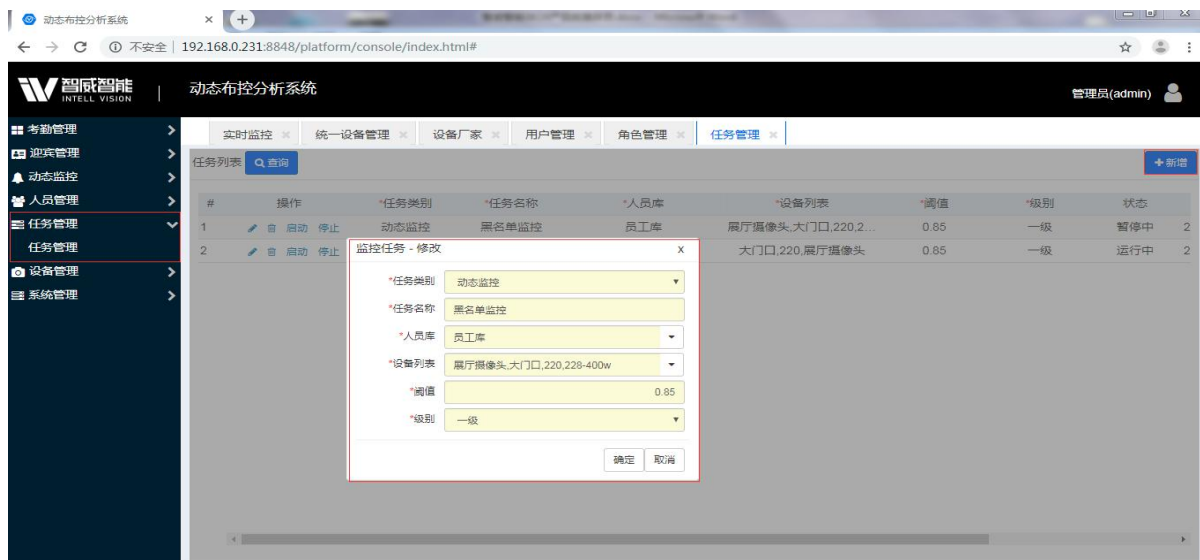 动态布控分析系统
不安全 192.168.0.231:8848/platform/console/index.html#
智威智能
INTELL VISION
动态布控分析系统
管理员(admin)
考勤管理
迎宾管理
动态监控
人员管理
任务管理
任务管理
设备管理
系统管理
实时监控 统一设备管理 设备厂家 用户管理 角色管理 任务管理
任务列表 查询 新增
# 操作 *任务类别 *任务名称 *人员库 *设备列表 *阈值 *级别 状态
1 启动 停止 动态监控 黑名单监控 员工库 展厅摄像头,大门口,220,2... 0.85 一级 暂停中 2
2 启动 停止 大门口,220,展厅摄像头 0.85 一级 运行中 2
监控任务 - 修改 x
*任务类别 动态监控
*任务名称 黑名单监控
*人员库 员工库
*设备列表 展厅摄像头,大门口,220,228-400w
*阈值 0.85
*级别 一级
确定 取消